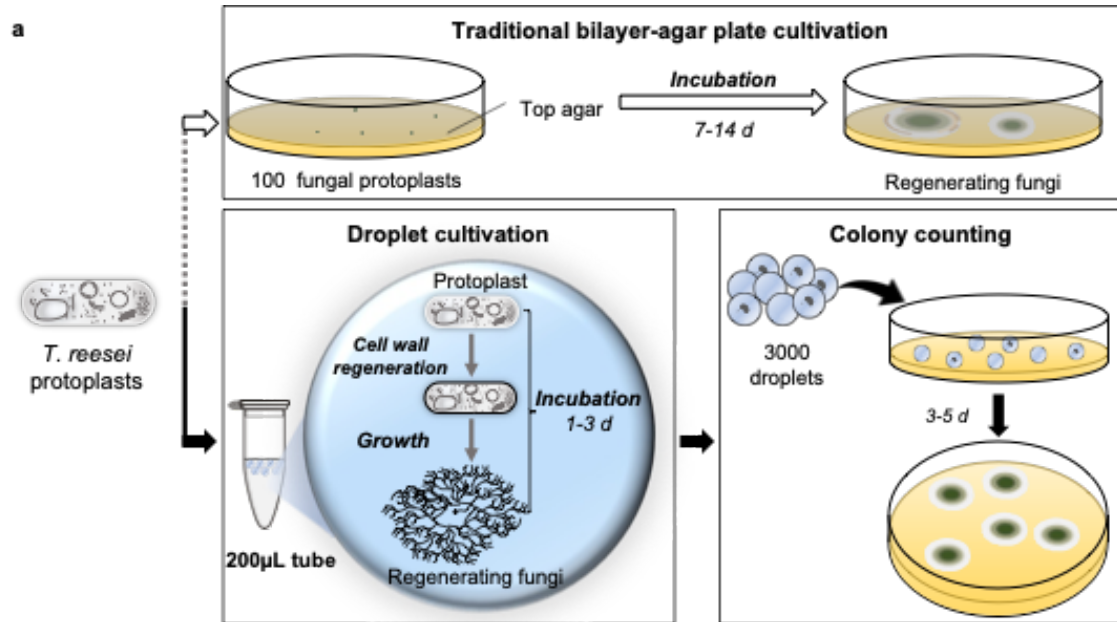 a
Traditional bilayer-agar plate cultivation
Incubation
Top agar
7-14 d
100 fungal protoplasts
Regenerating fungi
T. reesei
protoplasts
Droplet cultivation
Protoplast
Cell wall
regeneration
Incubation
1-3 d
Growth
200µL tube
Regenerating fungi
Colony counting
3000
droplets
3-5 d